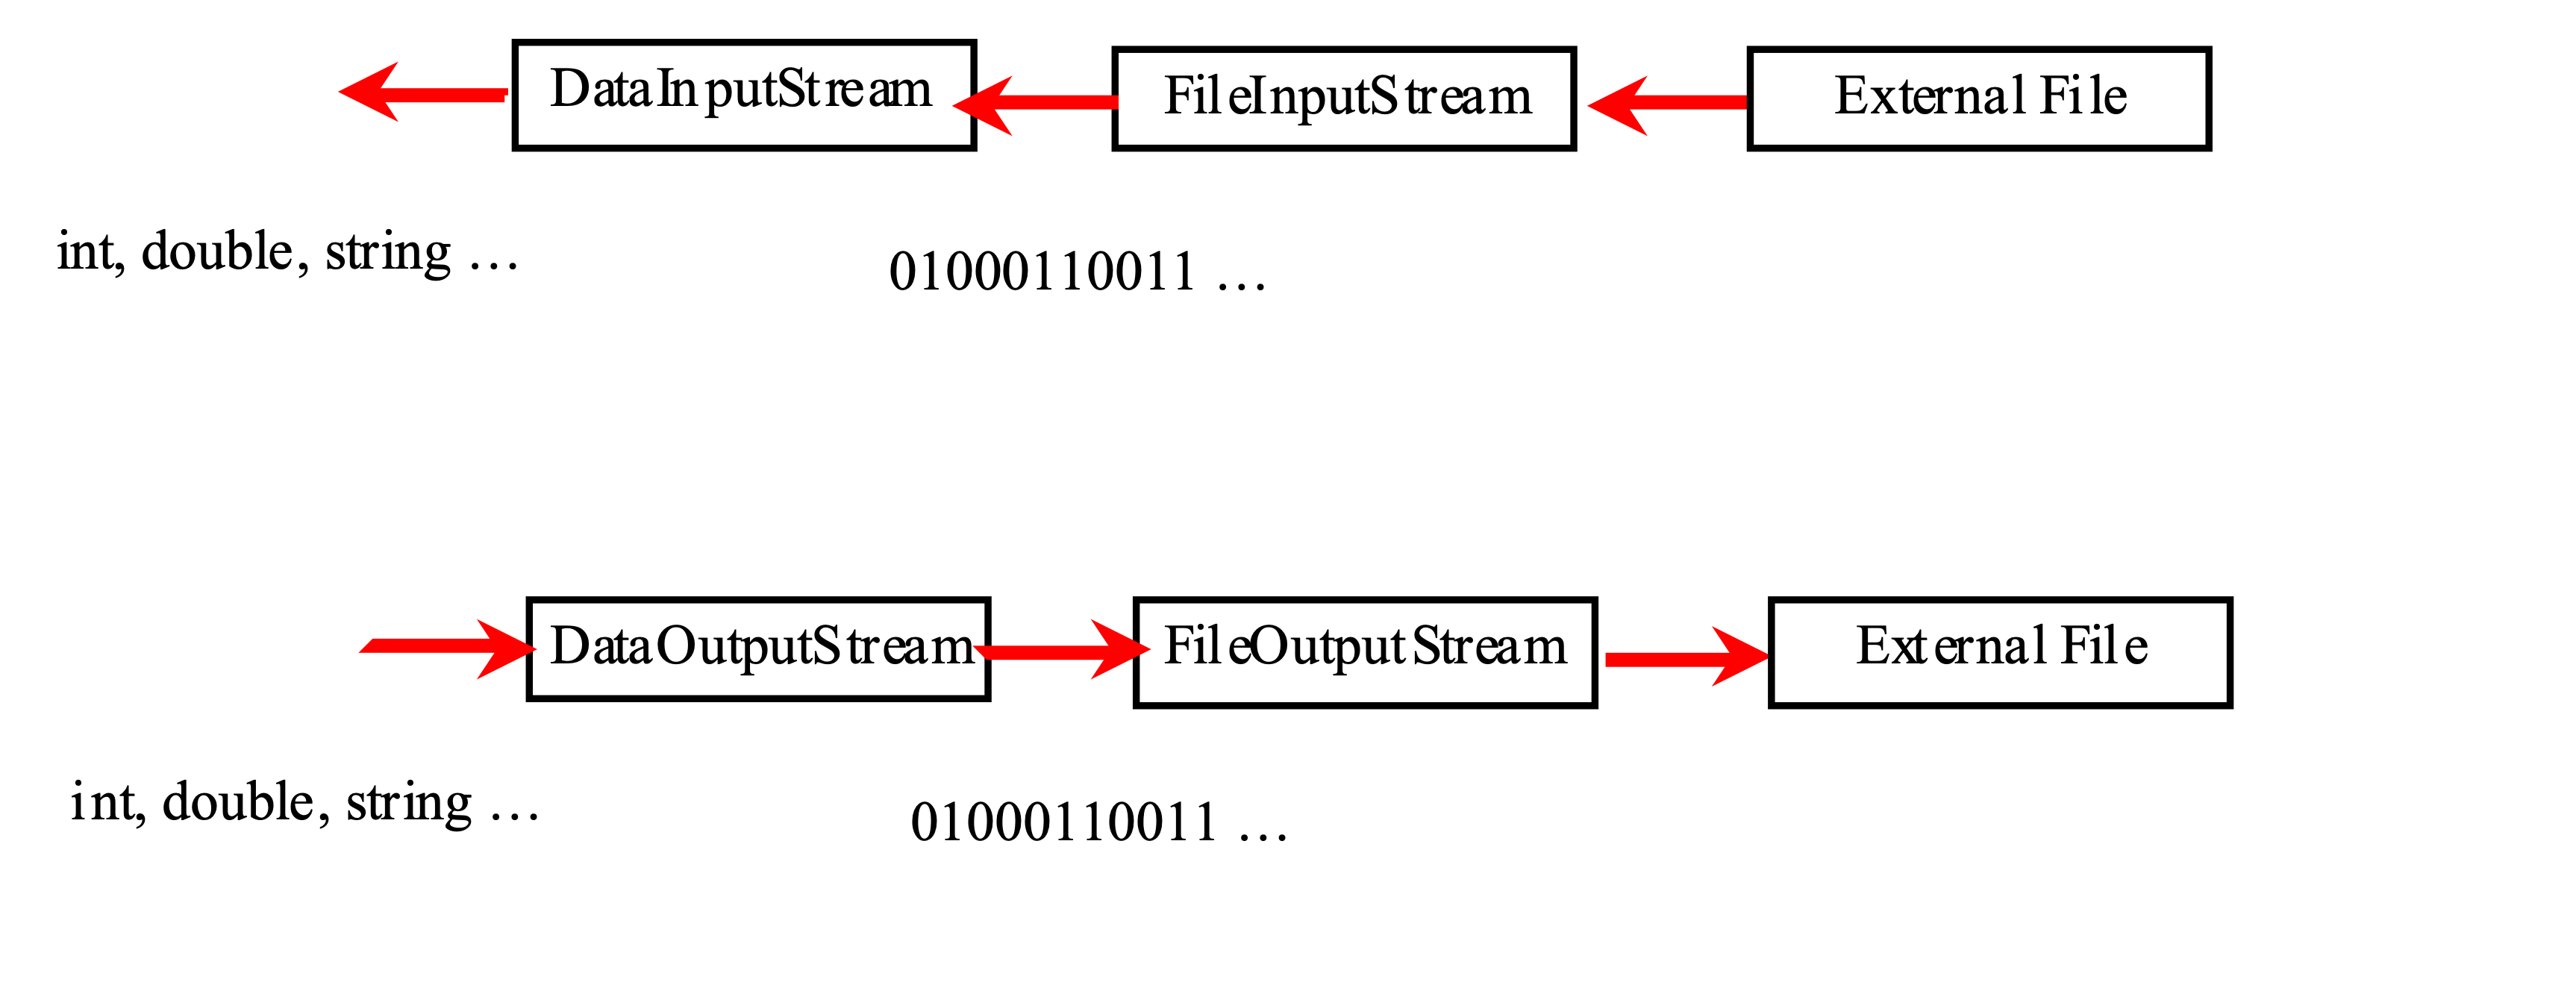 DataInputStream
FileInputStream
External File
int, double, string …
01000110011 …
DataOutputStream
FileOutputStream
External File
int, double, string …
01000110011 …